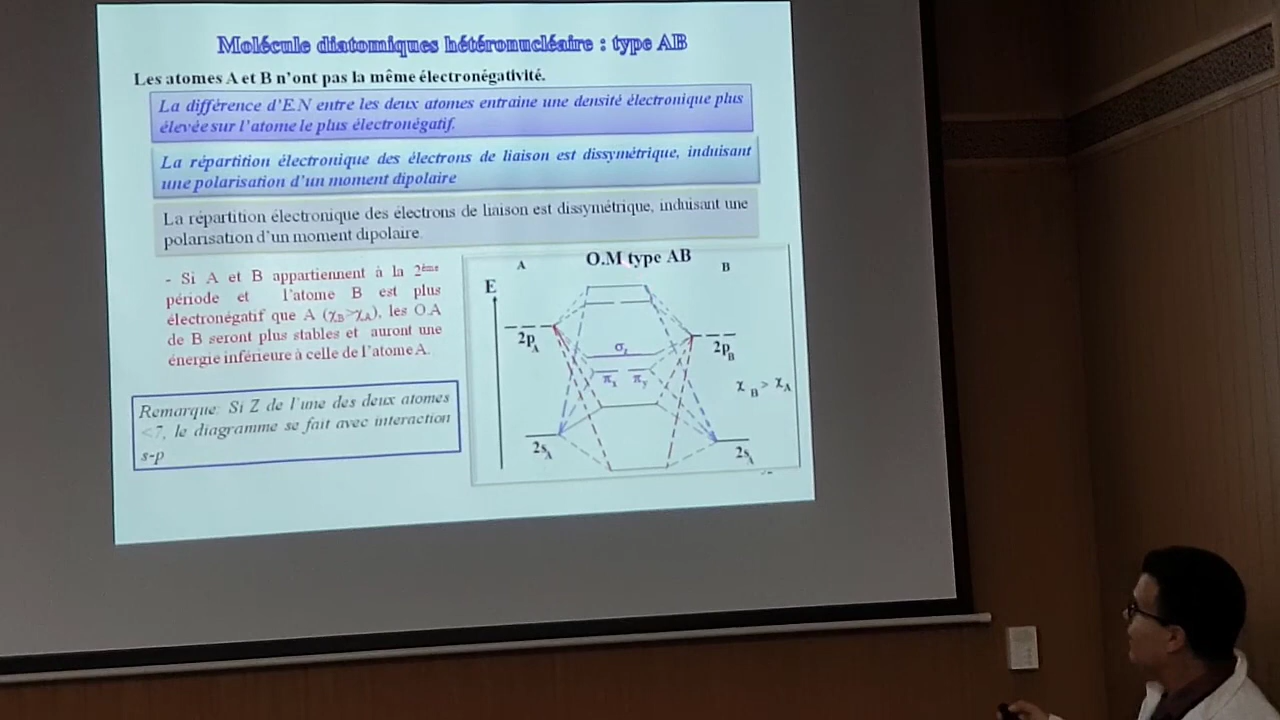 Molécule diatomiques hétéronucléaire : type AB
Les atomes A et B n'ont pas la même électronégativité.
La différence d'E.N entre les deux atomes entraine une densité électronique plus
élevée sur l'atome le plus électronégatif.
La répartition électronique des électrons de liaison est dissymétrique, induisant
une polarisation d'un moment dipolaire
La répartition électronique des électrons de liaison est dissymétrique, induisant une
polarisation d'un moment dipolaire.
- Si A et B appartiennent à la 2ème
période et l'atome B est plus
électronégatif que A (χB>χA), les O.A
de B seront plus stables et auront une
énergie inférieure à celle de l'atome A.
Remarque: Si Z de l'une des deux atomes
<7, le diagramme se fait avec interaction
s-p
O.M type AB
A
B
E
2pA
2pB
σz
πx πy
χB > χA
2sA
2sA